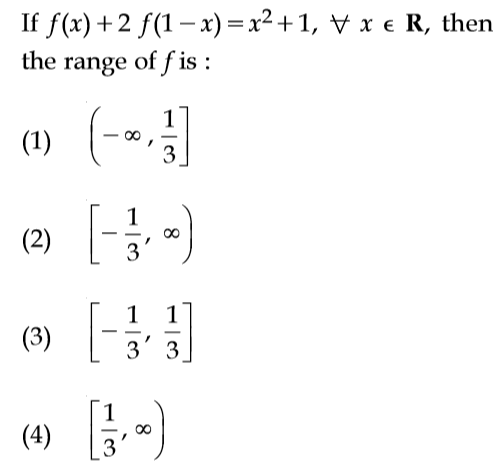 If f(x) + 2 f(1 – x) = x² + 1, ∀ x ϵ R, then
the range of f is :
(1) (–∞, 1/3]
(2) [–1/3, ∞)
(3) [–1/3, 1/3]
(4) [1/3, ∞)